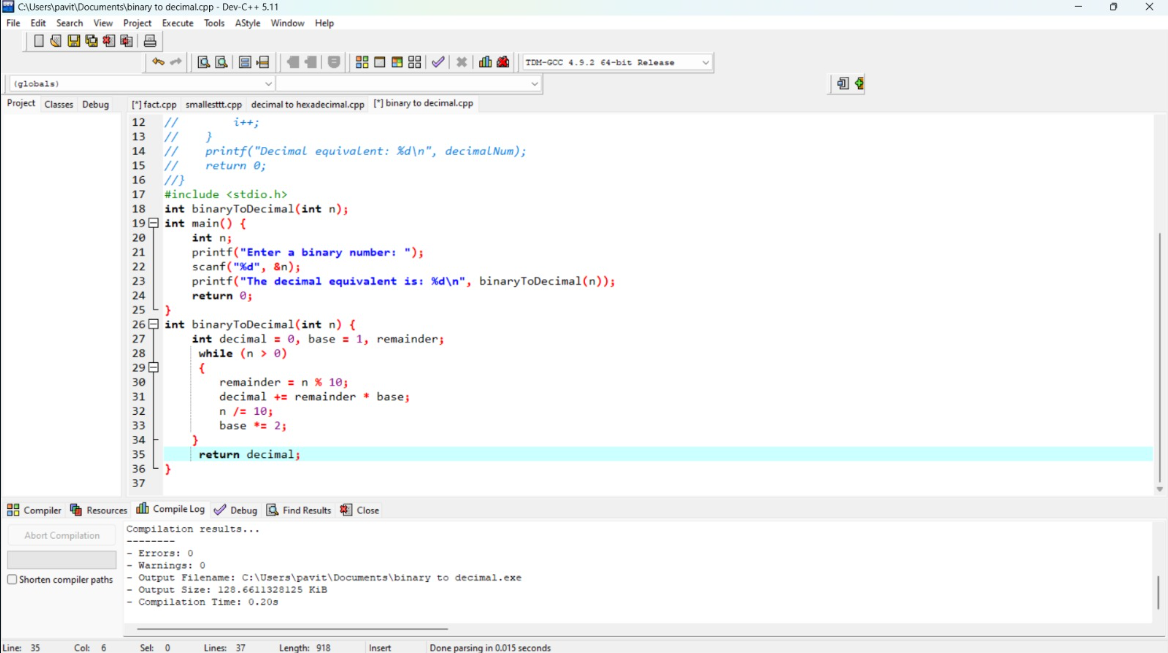 C:\Users\pavit\Documents\binary to decimal.cpp - Dev-C++ 5.11
File Edit Search View Project Execute Tools AStyle Window Help
TDM-GCC 4.9.2 64-bit Release
(globals)
Project Classes Debug
[*] fact.cpp smallesttt.cpp decimal to hexadecimal.cpp [*] binary to decimal.cpp
12 // i++;
13 // }
14 // printf("Decimal equivalent: %d\n", decimalNum);
15 // return 0;
16 //}
17 #include <stdio.h>
18 int binaryToDecimal(int n);
19 int main() {
20 int n;
21 printf("Enter a binary number: ");
22 scanf("%d", &n);
23 printf("The decimal equivalent is: %d\n", binaryToDecimal(n));
24 return 0;
25 }
26 int binaryToDecimal(int n) {
27 int decimal = 0, base = 1, remainder;
28 while (n > 0)
29 {
30 remainder = n % 10;
31 decimal += remainder * base;
32 n /= 10;
33 base *= 2;
34 }
35 return decimal;
36 }
37
Compiler Resources Compile Log Debug Find Results Close
Abort Compilation
Shorten compiler paths
Compilation results...
--------
- Errors: 0
- Warnings: 0
- Output Filename: C:\Users\pavit\Documents\binary to decimal.exe
- Output Size: 128.6611328125 KiB
- Compilation Time: 0.20s
Line: 35 Col: 6 Sel: 0 Lines: 37 Length: 918 Insert Done parsing in 0.015 seconds